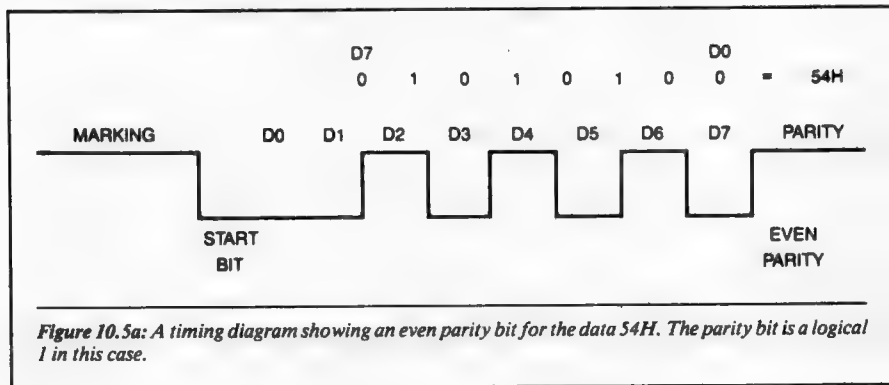 D7 D0
0 1 0 1 0 1 0 0 = 54H
MARKING D0 D1 D2 D3 D4 D5 D6 D7 PARITY
START
BIT
EVEN
PARITY
Figure 10.5a: A timing diagram showing an even parity bit for the data 54H. The parity bit is a logical
1 in this case.